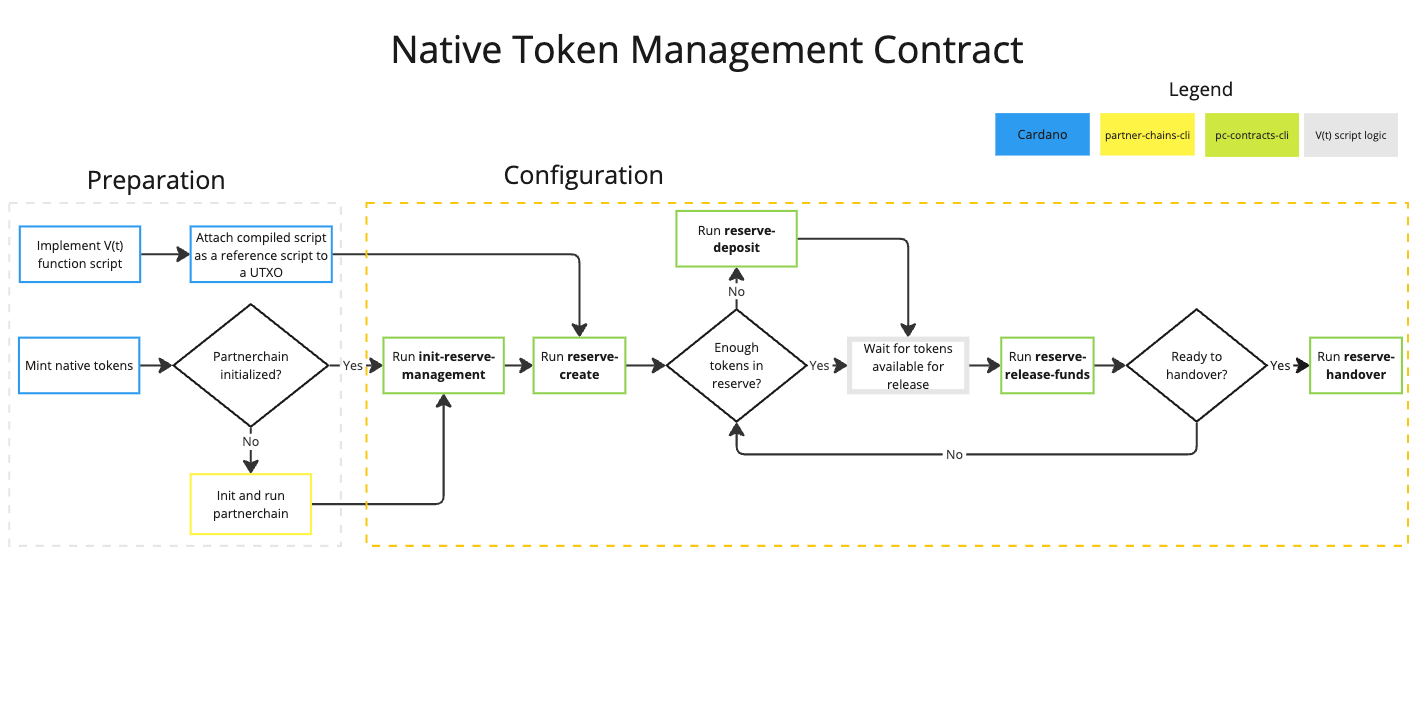 Native Token Management Contract
Legend
Cardano
partner-chains-cli
pc-contracts-cli
V(t) script logic
Preparation
Configuration
Implement V(t)
function script
Attach compiled script
as a reference script to
a UTXO
Mint native tokens
Partnerchain
initialized?
Yes
No
Init and run
partnerchain
Run init-reserve-
management
Run reserve-
create
Run reserve-
deposit
No
Enough
tokens in
reserve?
Yes
Wait for tokens
available for
release
Run reserve-
release-funds
Ready to
handover?
Yes
Run reserve-
handover
No